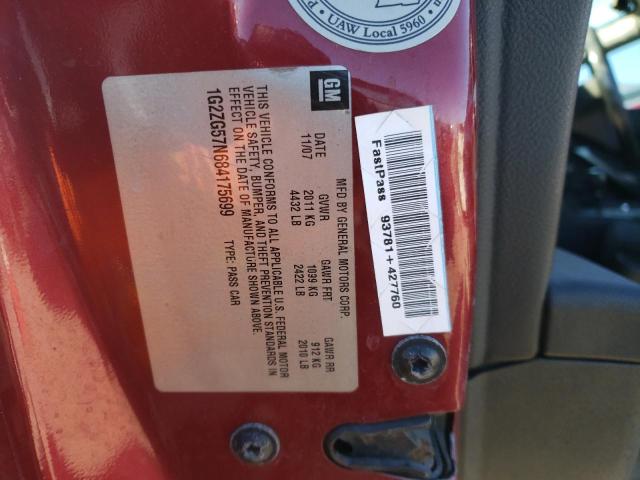 UAW Local 5960
GM
MFD BY GENERAL MOTORS CORP.
DATE GVWR GAWR FRT GAWR RR
11/07 2011 KG 1099 KG 912 KG
4432 LB 2422 LB 2010 LB
THIS VEHICLE CONFORMS TO ALL APPLICABLE U.S. FEDERAL MOTOR
VEHICLE SAFETY, BUMPER, AND THEFT PREVENTION STANDARDS IN
EFFECT ON THE DATE OF MANUFACTURE SHOWN ABOVE.
1G2ZG57N684175699 TYPE: PASS CAR
FastPass 93781+427760